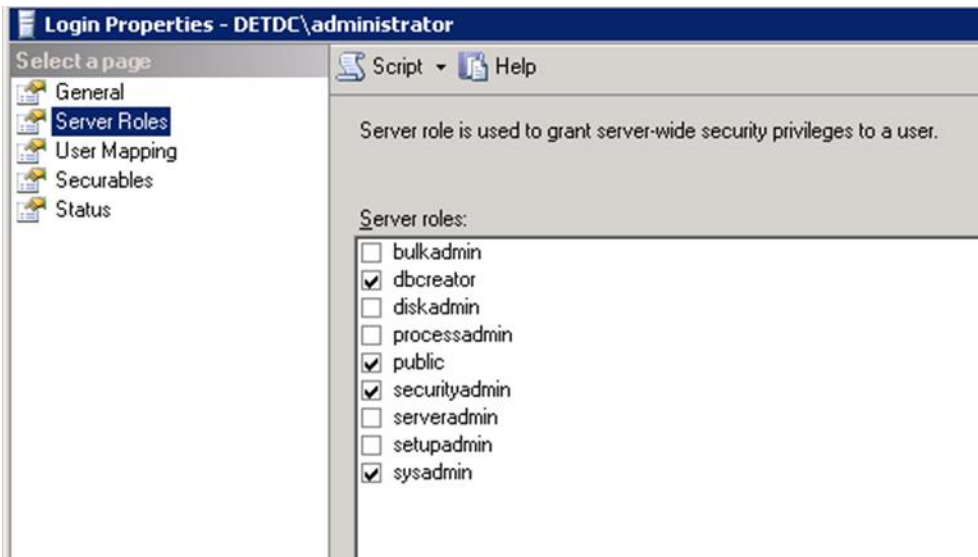 Login Properties - DETDC\administrator
Select a page
General
Server Roles
User Mapping
Securables
Status
Script Help
Server role is used to grant server-wide security privileges to a user.
Server roles:
bulkadmin
dbcreator
diskadmin
processadmin
public
securityadmin
serveradmin
setupadmin
sysadmin